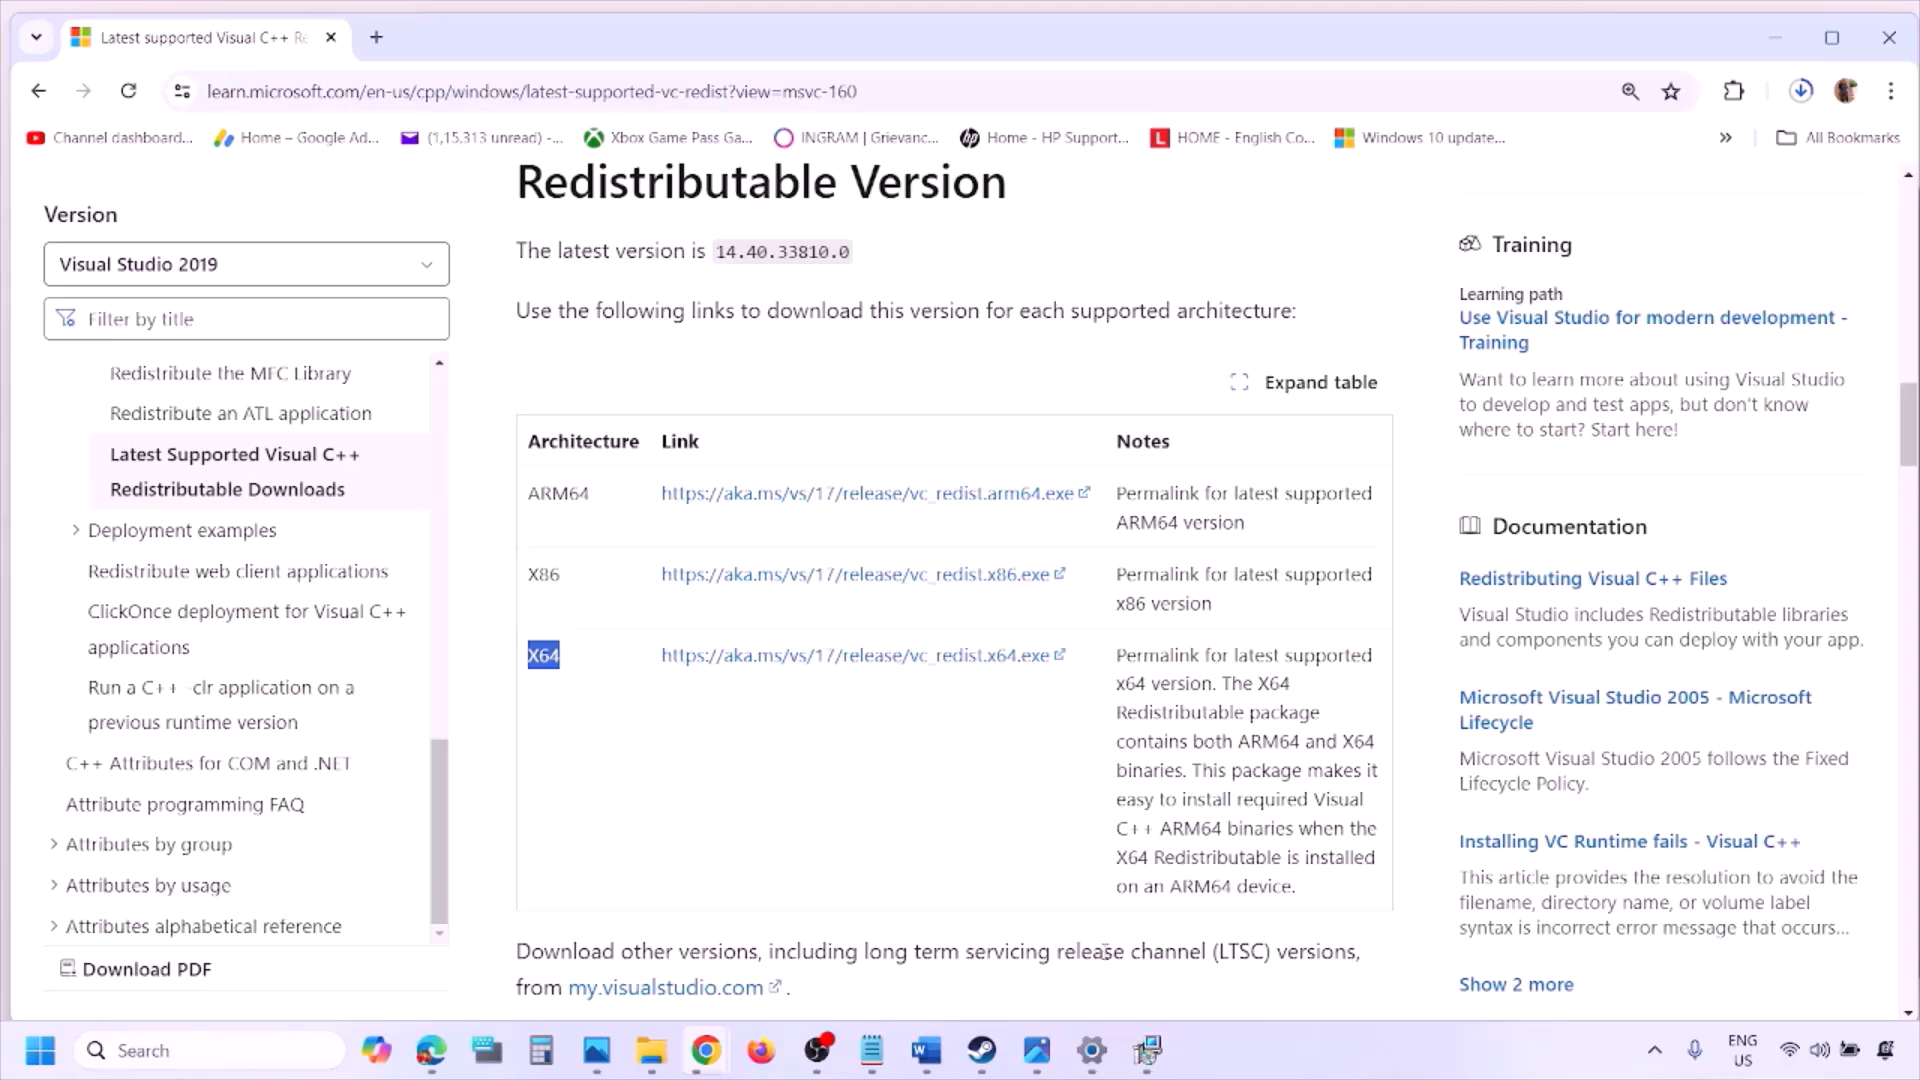 Latest supported Visual C++ Re
learn.microsoft.com/en-us/cpp/windows/latest-supported-vc-redist?view=msvc-160
Channel dashboard...
Home – Google Ad...
(1,15,313 unread) -...
Xbox Game Pass Ga...
INGRAM | Grievanc...
Home - HP Support...
HOME - English Co...
Windows 10 update...
All Bookmarks
Version
Visual Studio 2019
Filter by title
Redistribute the MFC Library
Redistribute an ATL application
Latest Supported Visual C++
Redistributable Downloads
Deployment examples
Redistribute web client applications
ClickOnce deployment for Visual C++
applications
Run a C++ -clr application on a
previous runtime version
C++ Attributes for COM and .NET
Attribute programming FAQ
Attributes by group
Attributes by usage
Attributes alphabetical reference
Download PDF
Redistributable Version
The latest version is 14.40.33810.0
Use the following links to download this version for each supported architecture:
Expand table
Architecture Link Notes
ARM64 https://aka.ms/vs/17/release/vc_redist.arm64.exe Permalink for latest supported
ARM64 version
X86 https://aka.ms/vs/17/release/vc_redist.x86.exe Permalink for latest supported
x86 version
X64 https://aka.ms/vs/17/release/vc_redist.x64.exe Permalink for latest supported
x64 version. The X64
Redistributable package
contains both ARM64 and X64
binaries. This package makes it
easy to install required Visual
C++ ARM64 binaries when the
X64 Redistributable is installed
on an ARM64 device.
Download other versions, including long term servicing release channel (LTSC) versions,
from my.visualstudio.com .
Training
Learning path
Use Visual Studio for modern development -
Training
Want to learn more about using Visual Studio
to develop and test apps, but don't know
where to start? Start here!
Documentation
Redistributing Visual C++ Files
Visual Studio includes Redistributable libraries
and components you can deploy with your app.
Microsoft Visual Studio 2005 - Microsoft
Lifecycle
Microsoft Visual Studio 2005 follows the Fixed
Lifecycle Policy.
Installing VC Runtime fails - Visual C++
This article provides the resolution to avoid the
filename, directory name, or volume label
syntax is incorrect error message that occurs...
Show 2 more
Search
ENG
US